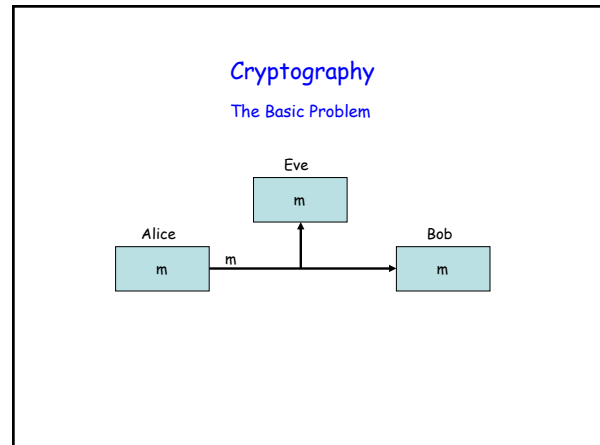 Cryptography
The Basic Problem
Eve
m
Alice
Bob
m
m
m